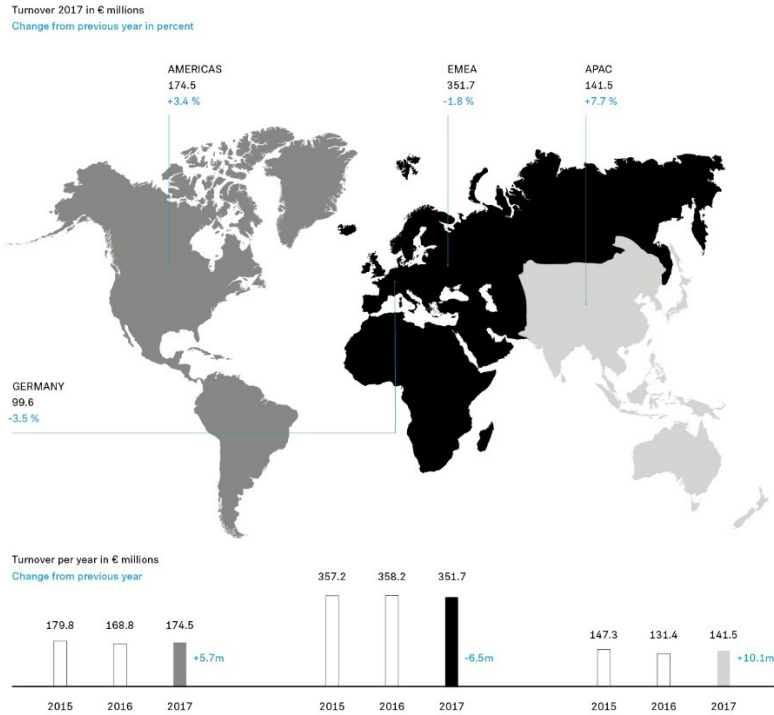 Turnover 2017 in € millions
Change from previous year in percent
AMERICAS
174.5
+3.4 %
EMEA
351.7
-1.8 %
APAC
141.5
+7.7 %
GERMANY
99.6
-3.5 %
Turnover per year in € millions
Change from previous year
179.8 168.8 174.5
+5.7m
2015 2016 2017
357.2 358.2 351.7
-6.5m
2015 2016 2017
147.3 131.4 141.5
+10.1m
2015 2016 2017